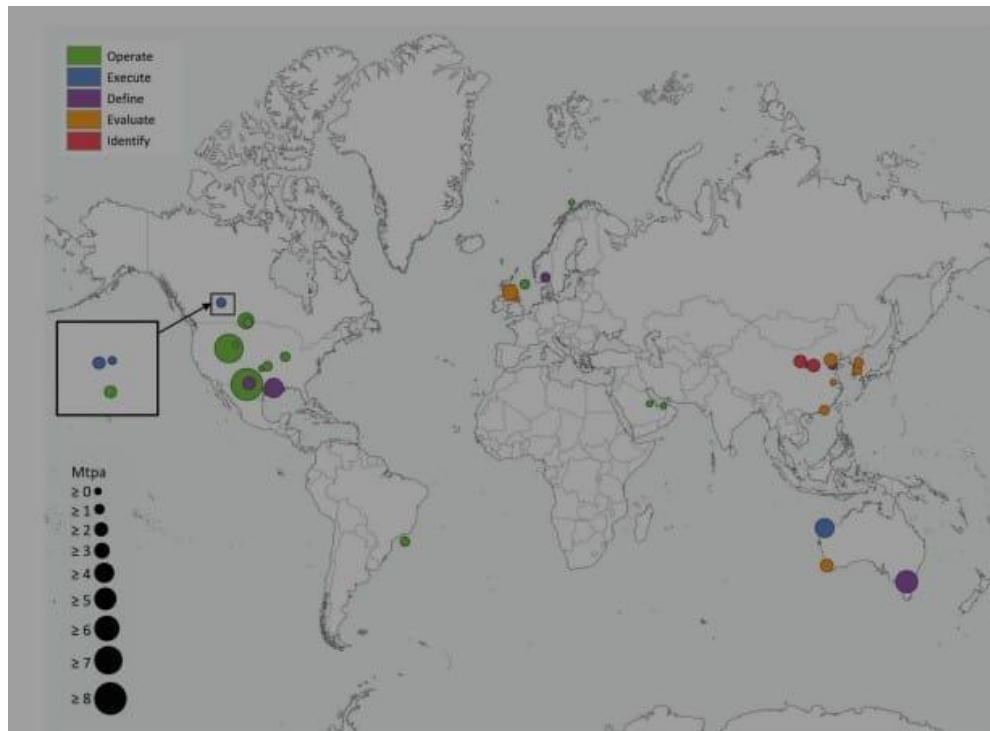 Operate
Execute
Define
Evaluate
Identify
Mtpa
≥ 0
≥ 1
≥ 2
≥ 3
≥ 4
≥ 5
≥ 6
≥ 7
≥ 8